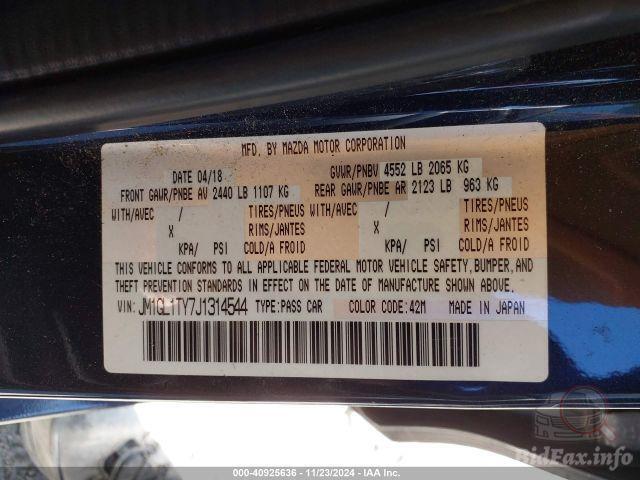 MFD. BY MAZDA MOTOR CORPORATION
DATE 04/18 GVWR/PNBV 4552 LB 2065 KG
FRONT GAWR/PNBE AV 2440 LB 1107 KG REAR GAWR/PNBE AR 2123 LB 963 KG
WITH/AVEC / TIRES/PNEUS WITH/AVEC / TIRES/PNEUS
X RIMS/JANTES X RIMS/JANTES
KPA/ PSI COLD/A FROID KPA/ PSI COLD/A FROID
THIS VEHICLE CONFORMS TO ALL APPLICABLE FEDERAL MOTOR VEHICLE SAFETY, BUMPER, AND
THEFT PREVENTION STANDARDS IN EFFECT ON THE DATE OF MANUFACTURE SHOWN ABOVE.
VIN: JM1GL1TY7J1314544 TYPE: PASS CAR COLOR CODE: 42M MADE IN JAPAN
BidFax.info
000-40925636 - 11/23/2024 - IAA Inc.